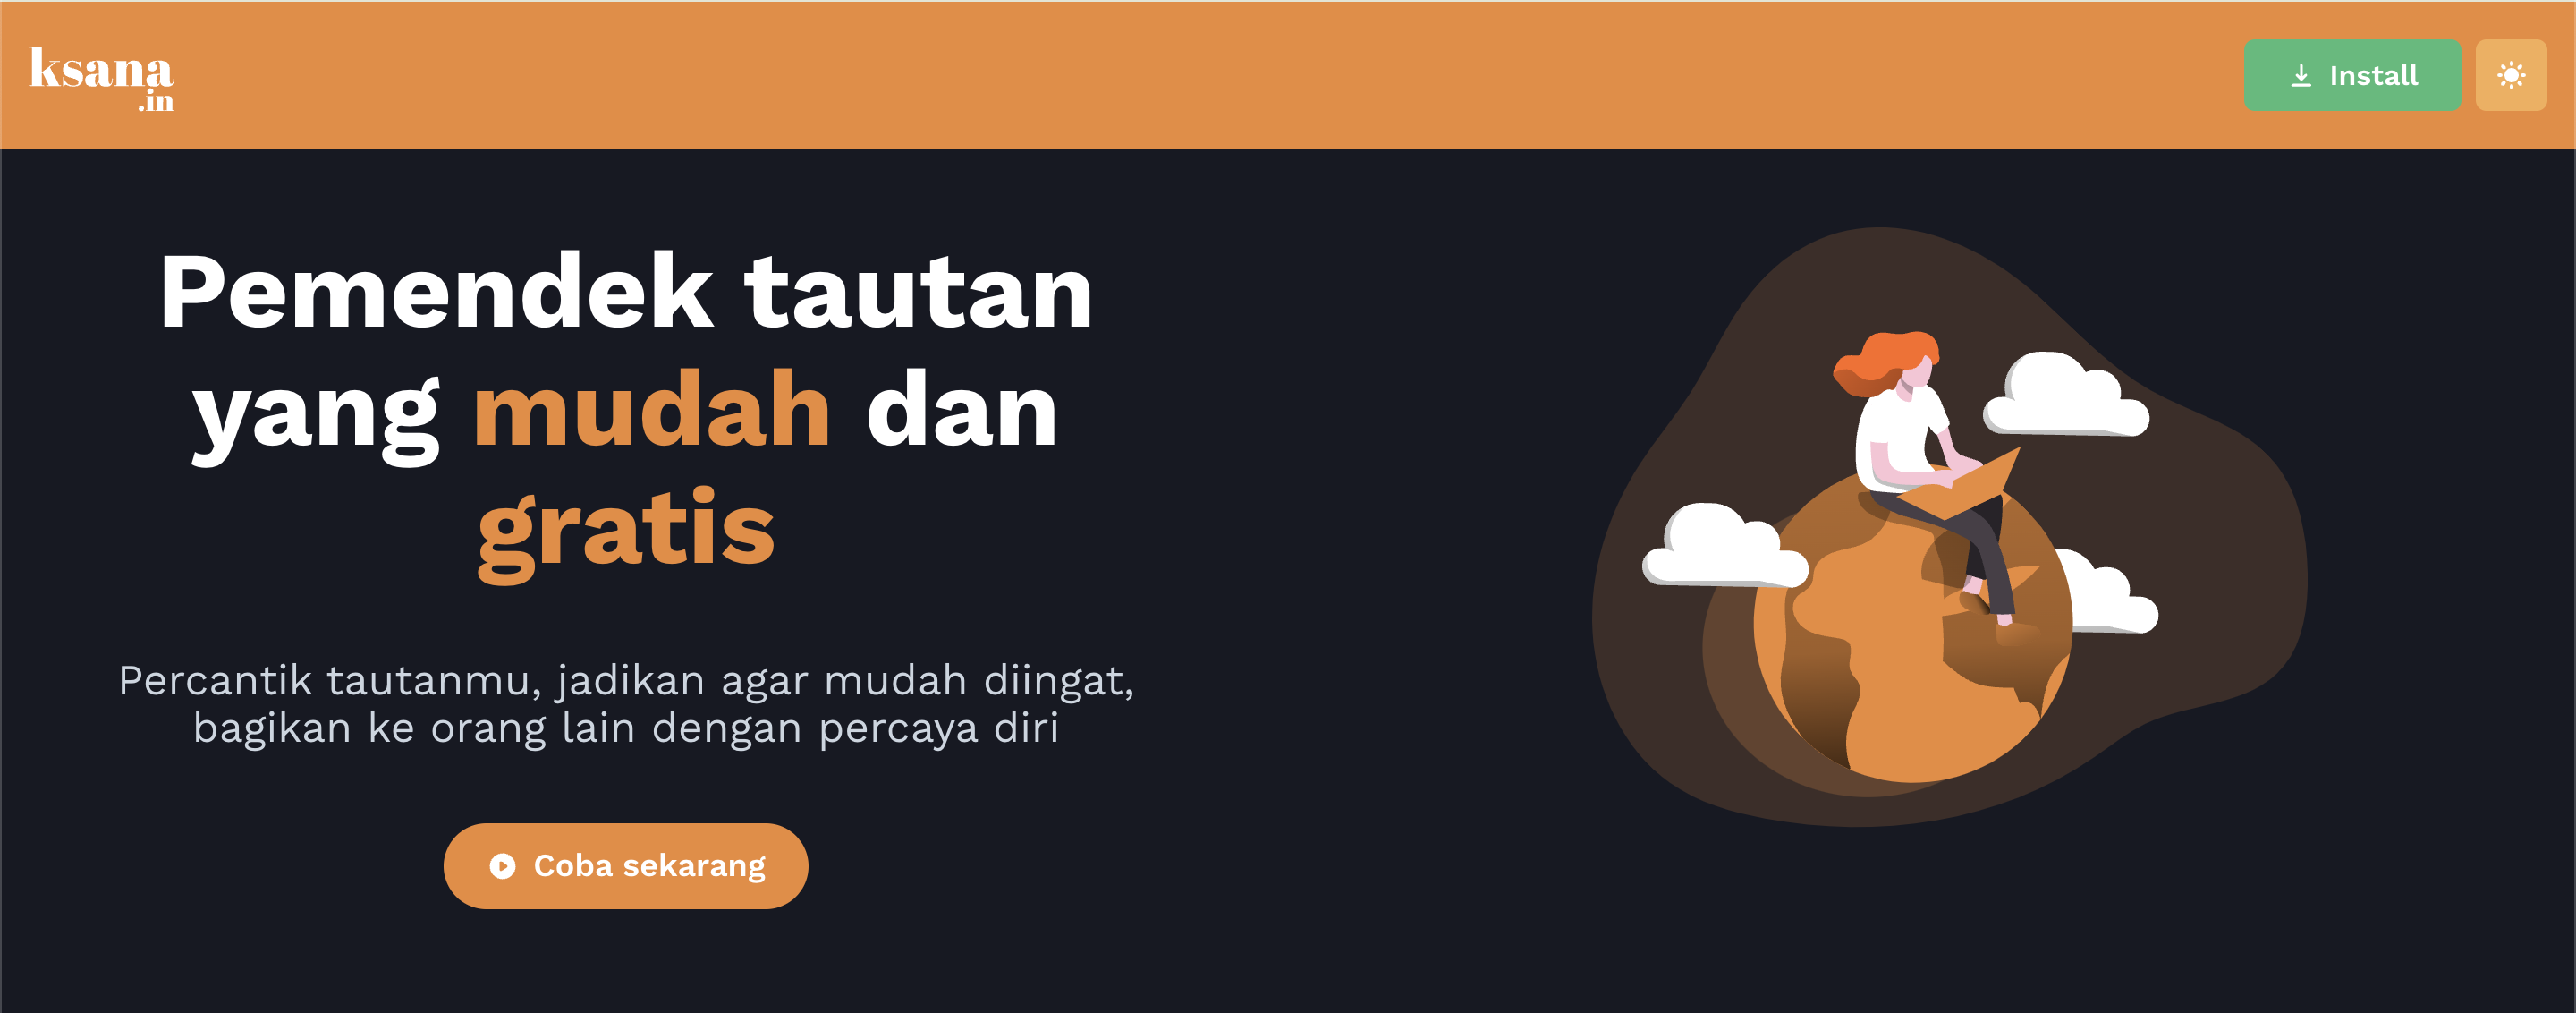 ksana
.in
Install
Pemendek tautan
yang mudah dan
gratis
Percantik tautanmu, jadikan agar mudah diingat,
bagikan ke orang lain dengan percaya diri
Coba sekarang